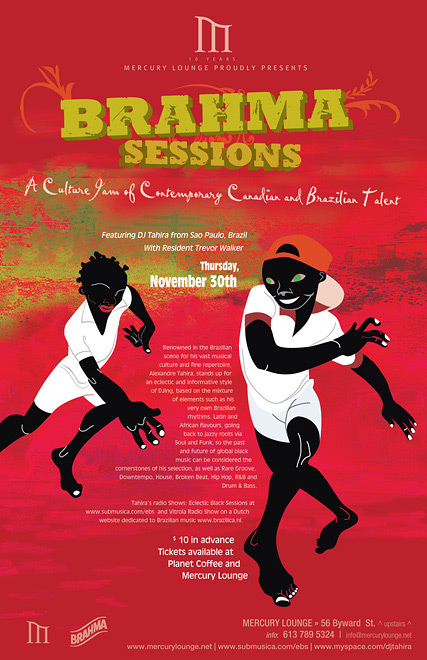 M
10 YEARS
MERCURY LOUNGE PROUDLY PRESENTS
BRAHMA
SESSIONS
A Culture Jam of Contemporary Canadian and Brazilian Talent
Featuring DJ Tahira from Sao Paulo, Brazil
With Resident Trevor Walker
Thursday,
November 30th
Renowned in the Brazilian
scene for his vast musical
culture and fine repertoire,
Alexandre Tahira, stands up for
an eclectic and informative style
of DJing, based on the mixture
of elements such as his
very own Brazilian
rhythms, Latin and
African flavours, going
back to jazzy roots via
Soul and Funk, so the past
and future of global black
music can be considered the
cornerstones of his selection, as well as Rare Groove,
Downtempo, House, Broken Beat, Hip Hop, R&B and
Drum & Bass.
Tahira's radio Shows: Eclectic Black Sessions at
www.submusica.com/ebs and Vitrola Radio Show on a Dutch
website dedicated to Brazilian music www.brazilica.nl.
$ 10 in advance
Tickets available at
Planet Coffee and
Mercury Lounge
M BRAHMA
MERCURY LOUNGE » 56 Byward St. ^ upstairs ^
info: 613 789 5324 | info@mercurylounge.net
www.mercurylounge.net | www.submusica.com/ebs | www.myspace.com/djtahira